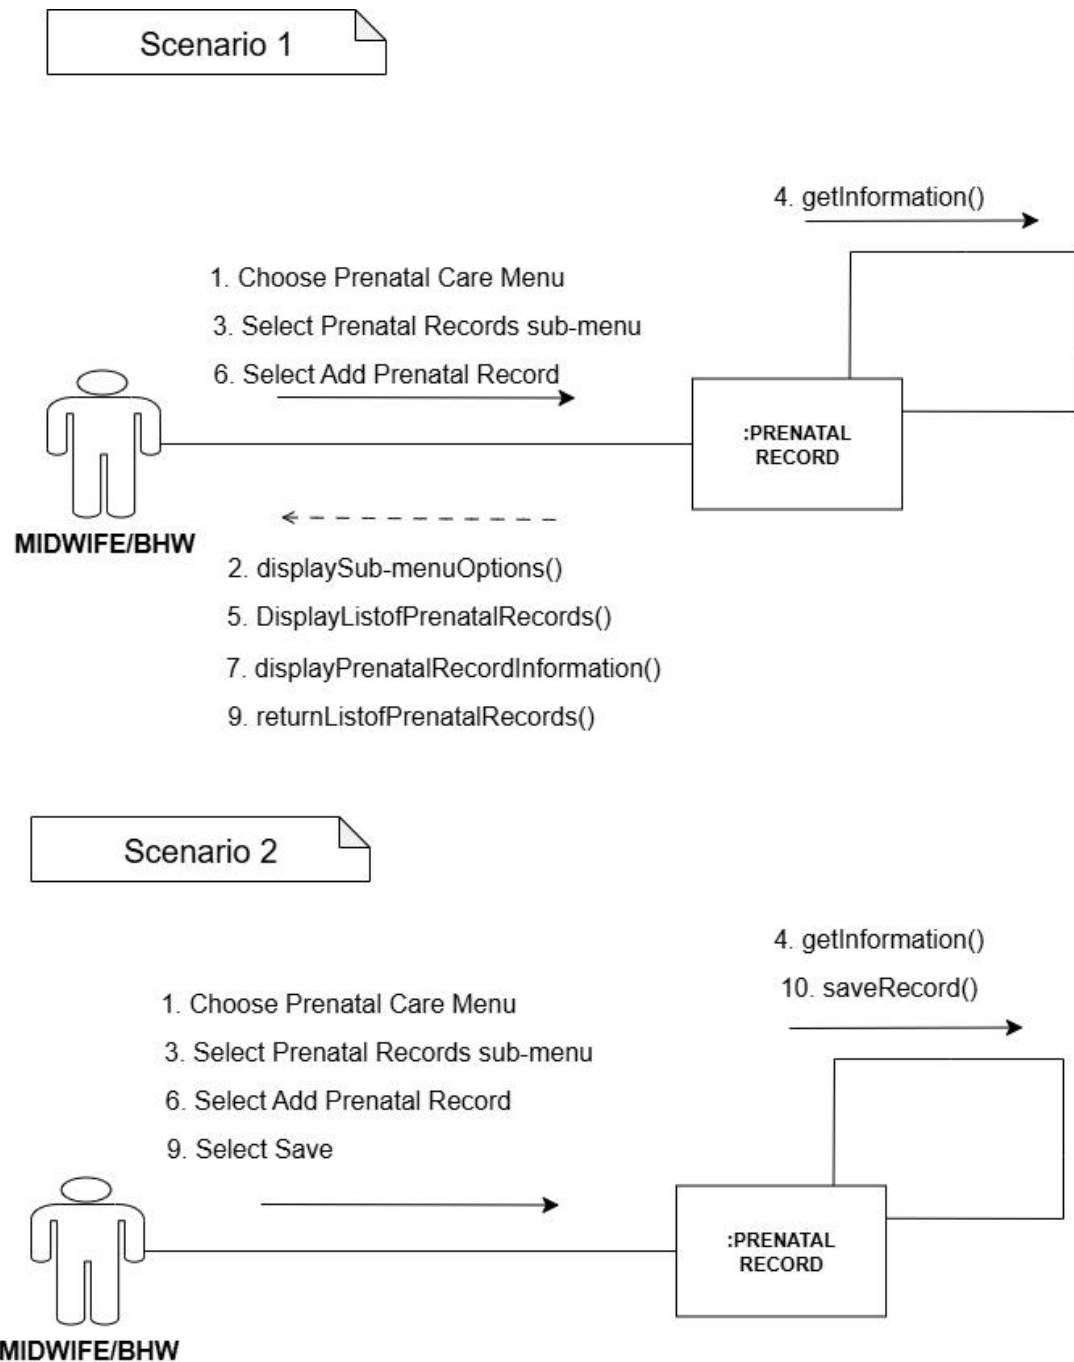 Scenario 1
4. getInformation()
1. Choose Prenatal Care Menu
3. Select Prenatal Records sub-menu
6. Select Add Prenatal Record
:PRENATAL
RECORD
MIDWIFE/BHW
2. displaySub-menuOptions()
5. DisplayListofPrenatalRecords()
7. displayPrenatalRecordInformation()
9. returnListofPrenatalRecords()
Scenario 2
4. getInformation()
10. saveRecord()
1. Choose Prenatal Care Menu
3. Select Prenatal Records sub-menu
6. Select Add Prenatal Record
9. Select Save
:PRENATAL
RECORD
MIDWIFE/BHW